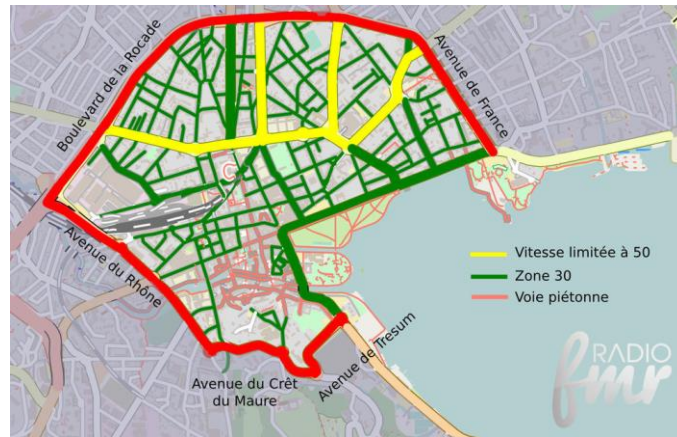 Boulevard de la Rocade
Avenue de France
Vitesse limitée à 50
Zone 30
Voie piétonne
Avenue du Rhône
Avenue de Tresum
Avenue du Crêt
du Maure
RADIO
fmr